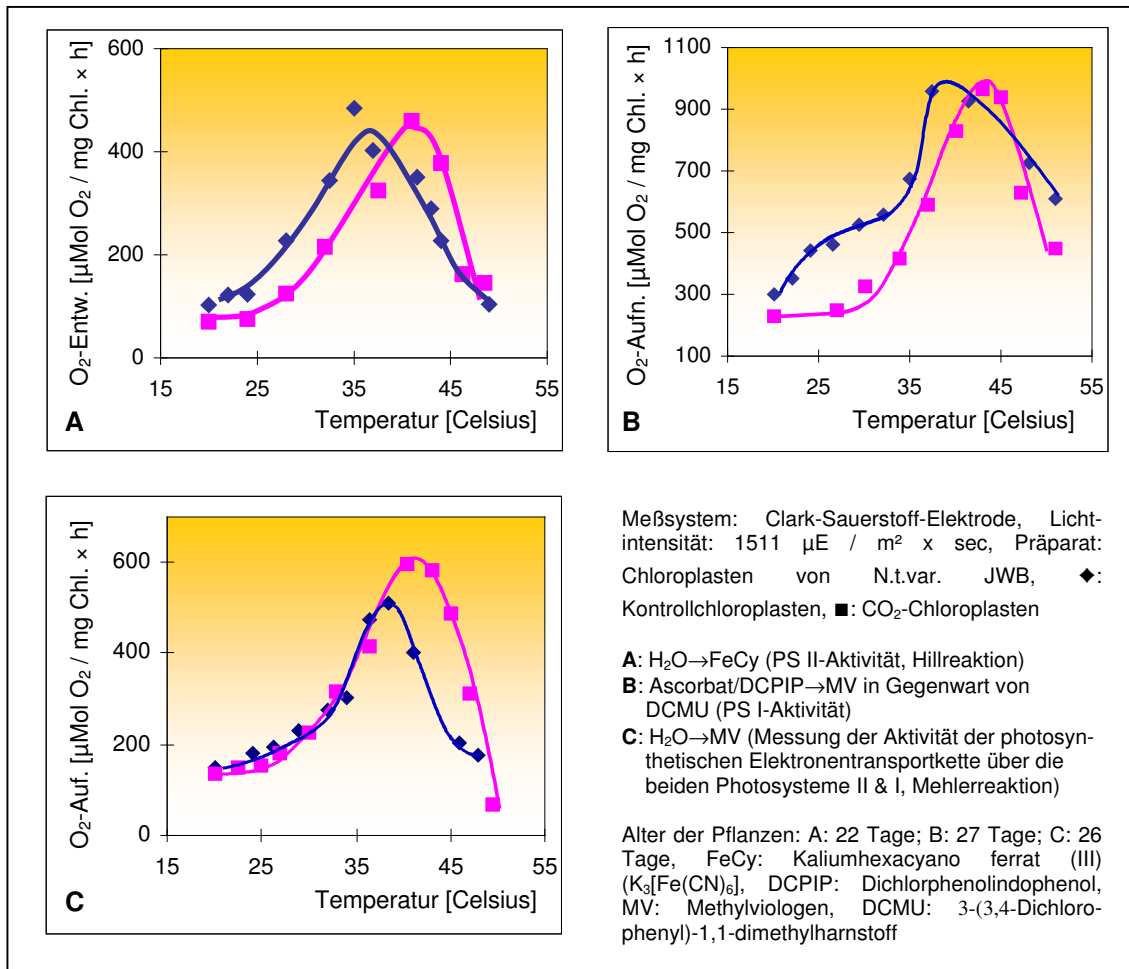 600
400
200
0
15 25 35 45 55
O₂-Entw. [µMol O₂ / mg Chl. × h]
Temperatur [Celsius]
A
1100
900
700
500
300
100
15 25 35 45 55
O₂-Aufn. [µMol O₂ / mg Chl. × h]
Temperatur [Celsius]
B
600
400
200
0
15 25 35 45 55
O₂-Auf. [µMol O₂ / mg Chl. × h]
Temperatur [Celsius]
C
Meßsystem: Clark-Sauerstoff-Elektrode, Licht-
intensität: 1511 µE / m² x sec, Präparat:
Chloroplasten von N.t.var. JWB, ◆:
Kontrollchloroplasten, ■: CO₂-Chloroplasten
A: H₂O→FeCy (PS II-Aktivität, Hillreaktion)
B: Ascorbat/DCPIP→MV in Gegenwart von
DCMU (PS I-Aktivität)
C: H₂O→MV (Messung der Aktivität der photosyn-
thetischen Elektronentransportkette über die
beiden Photosysteme II & I, Mehlerreaktion)
Alter der Pflanzen: A: 22 Tage; B: 27 Tage; C: 26
Tage, FeCy: Kaliumhexacyano ferrat (III)
(K₃[Fe(CN)₆], DCPIP: Dichlorphenolindophenol,
MV: Methylviologen, DCMU: 3-(3,4-Dichloro-
phenyl)-1,1-dimethylharnstoff